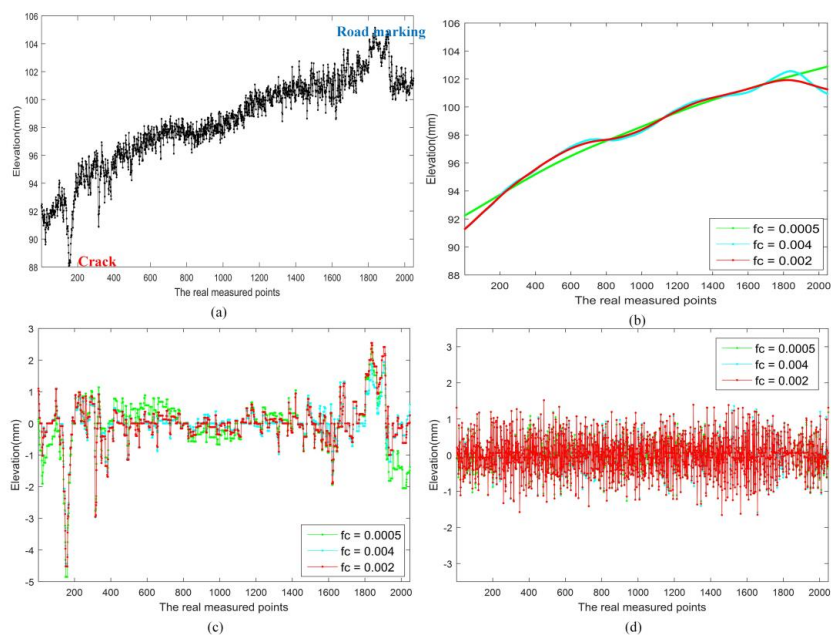 Road marking
106
104
102
100
98
96
94
92
90
88
Elevation(mm)
Crack
200 400 600 800 1000 1200 1400 1600 1800 2000
The real measured points
(a)
106
104
102
100
98
96
94
92
90
88
Elevation(mm)
fc = 0.0005
fc = 0.004
fc = 0.002
200 400 600 800 1000 1200 1400 1600 1800 2000
The real measured points
(b)
3
2
1
0
-1
-2
-3
-4
-5
Elevation(mm)
fc = 0.0005
fc = 0.004
fc = 0.002
200 400 600 800 1000 1200 1400 1600 1800 2000
The real measured points
(c)
3
2
1
0
-1
-2
-3
Elevation(mm)
fc = 0.0005
fc = 0.004
fc = 0.002
200 400 600 800 1000 1200 1400 1600 1800 2000
The real measured points
(d)